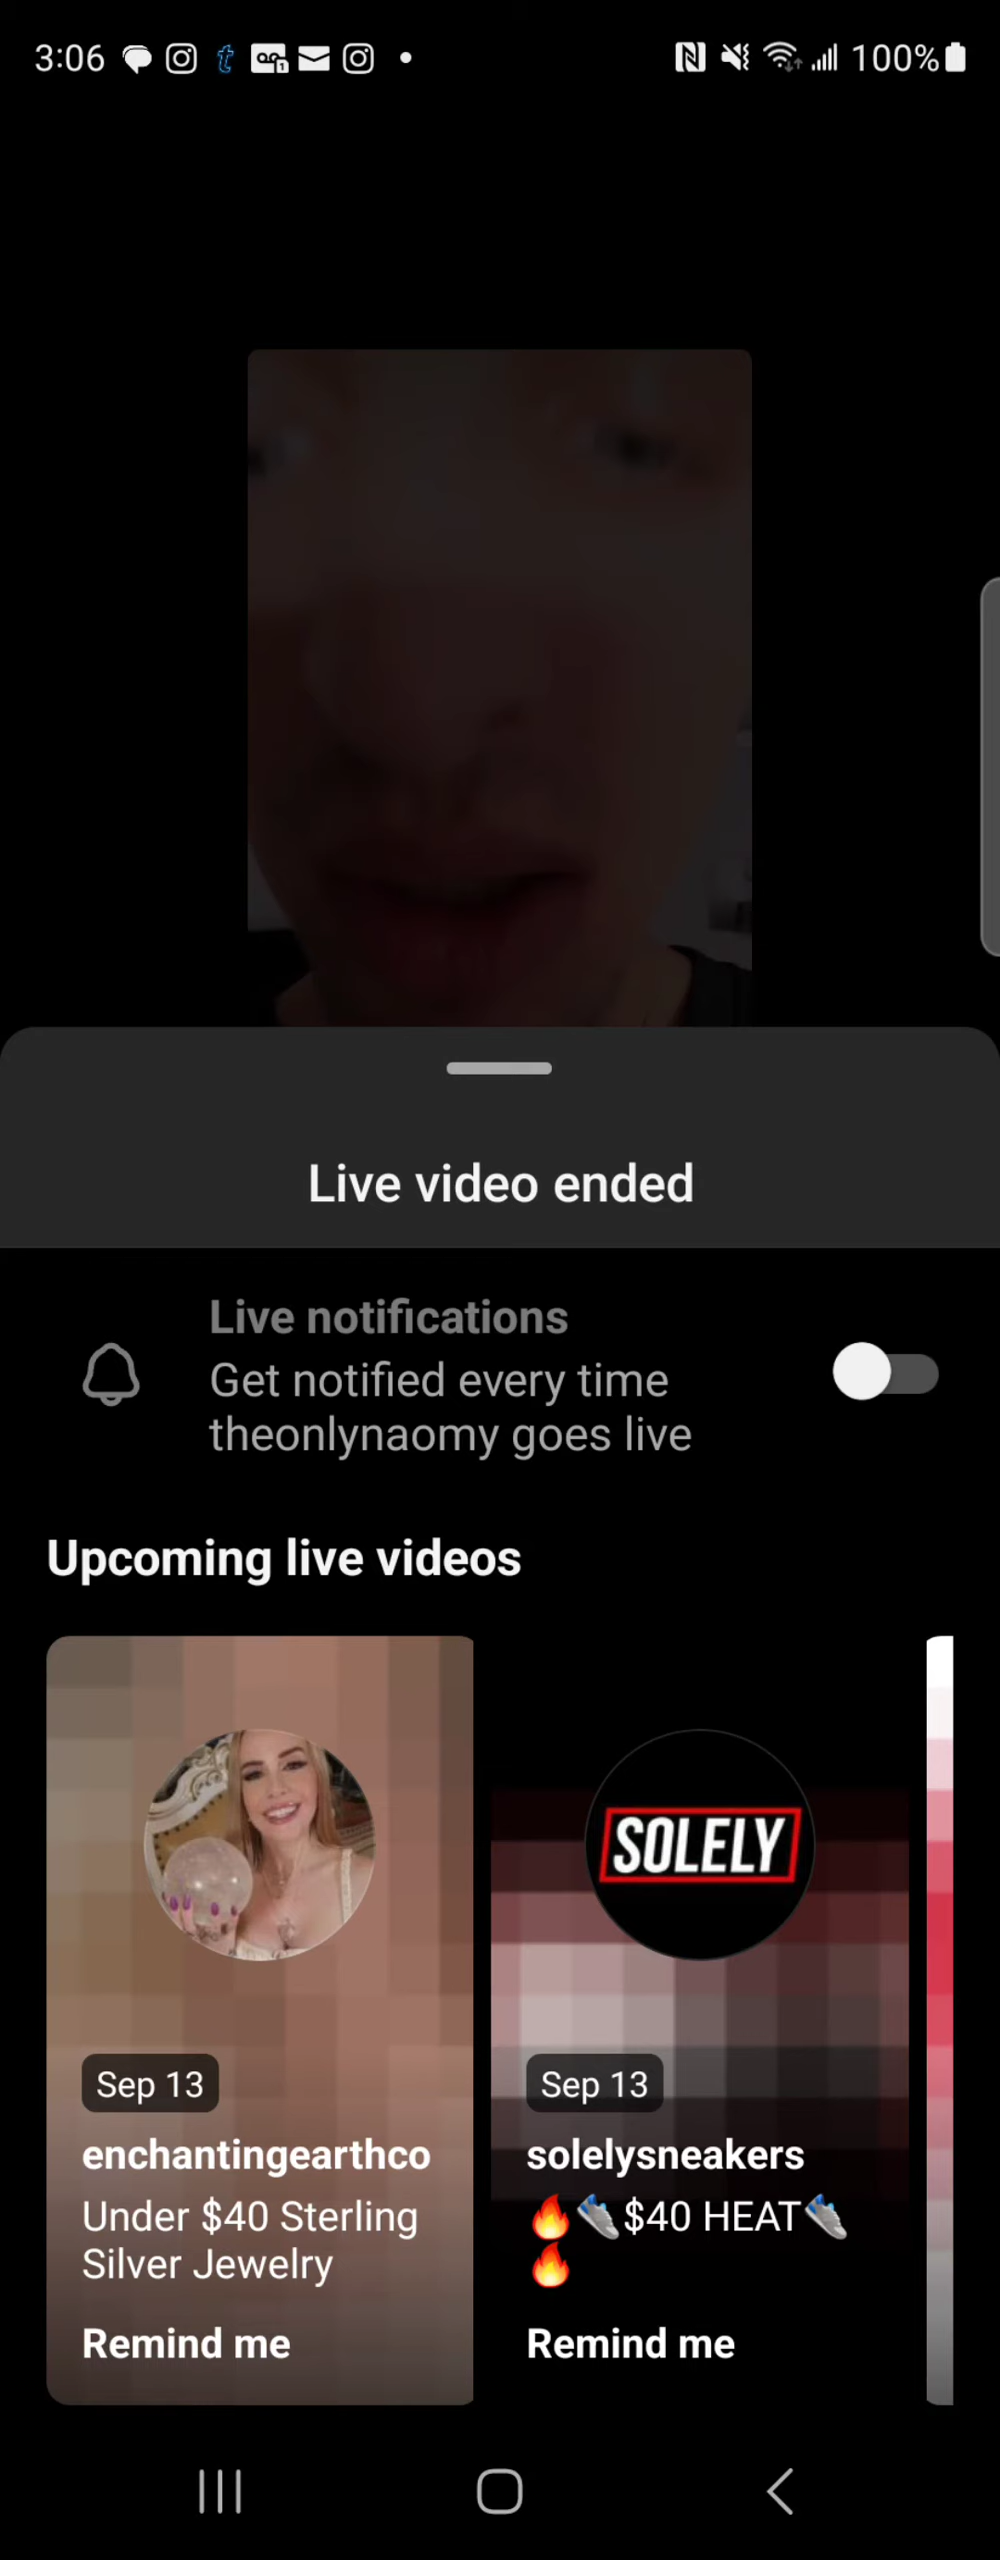 3:06
100%
Live video ended
Live notifications
Get notified every time
theonlynaomy goes live
Upcoming live videos
SOLELY
Sep 13
enchantingearthco
Under $40 Sterling
Silver Jewelry
Remind me
Sep 13
solelysneakers
🔥👟$40 HEAT👟
🔥
Remind me